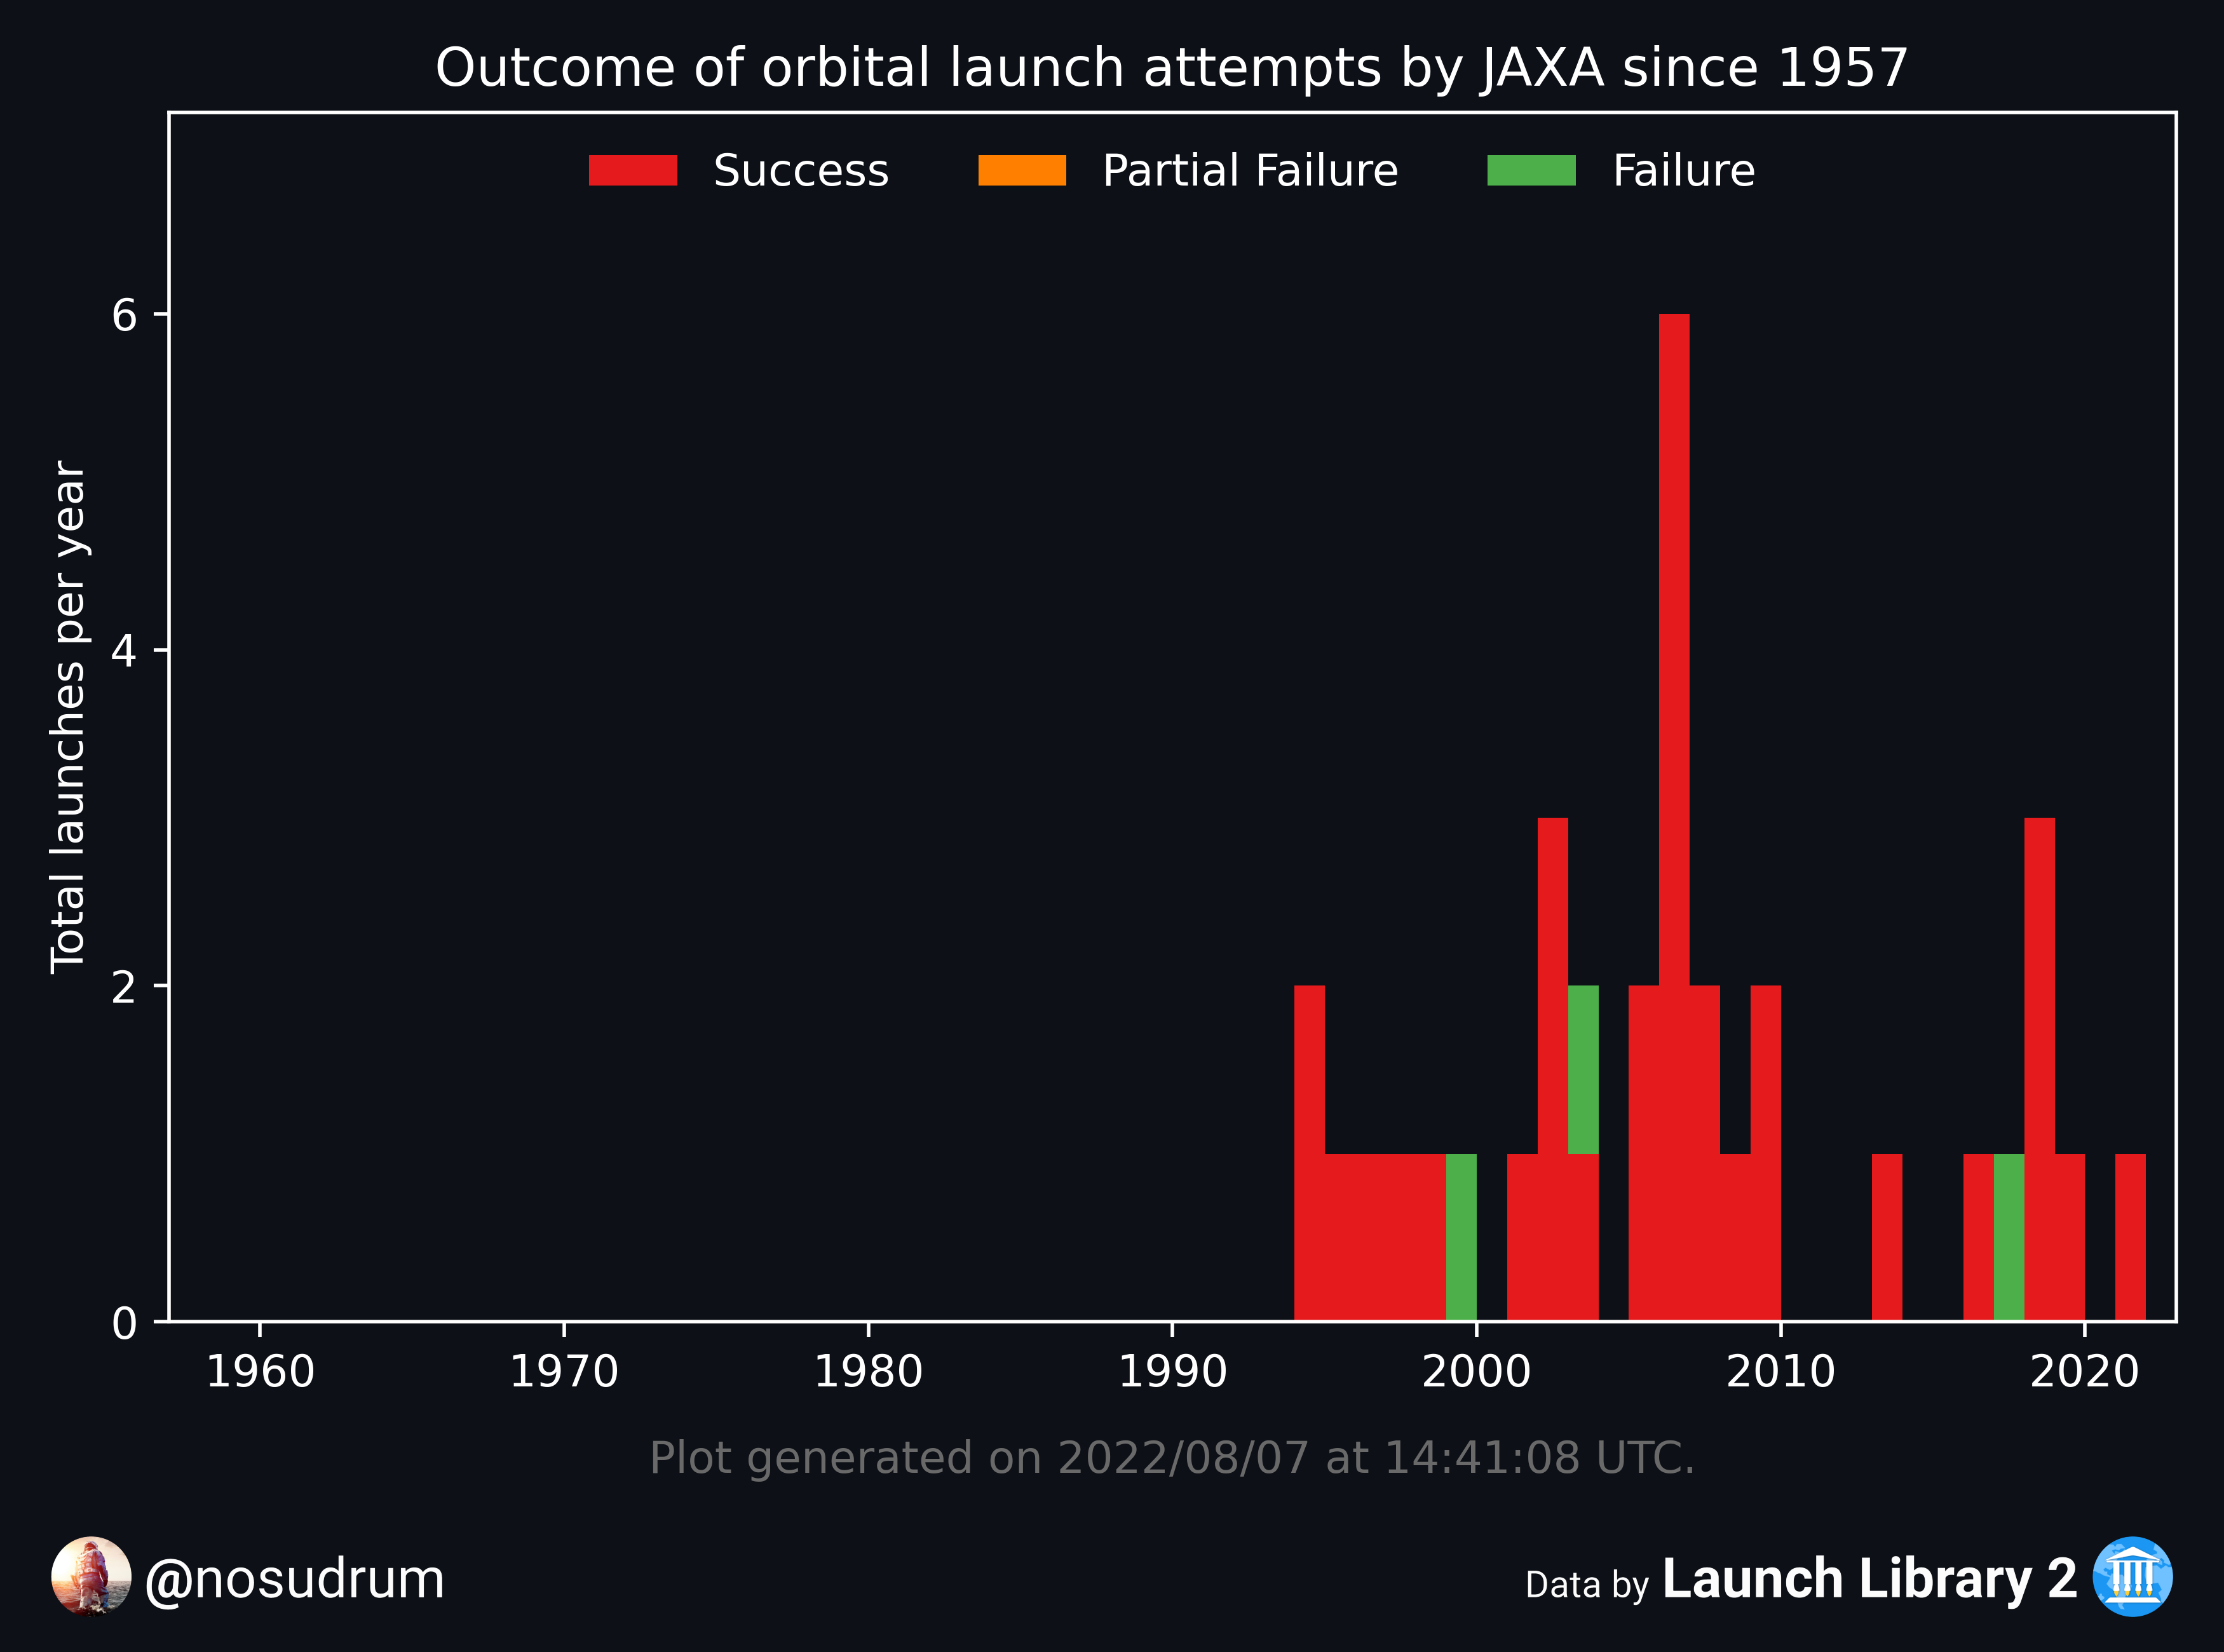 Outcome of orbital launch attempts by JAXA since 1957
Success Partial Failure Failure
Total launches per year
6
4
2
0
1960 1970 1980 1990 2000 2010 2020
Plot generated on 2022/08/07 at 14:41:08 UTC.
@nosudrum
Data by Launch Library 2